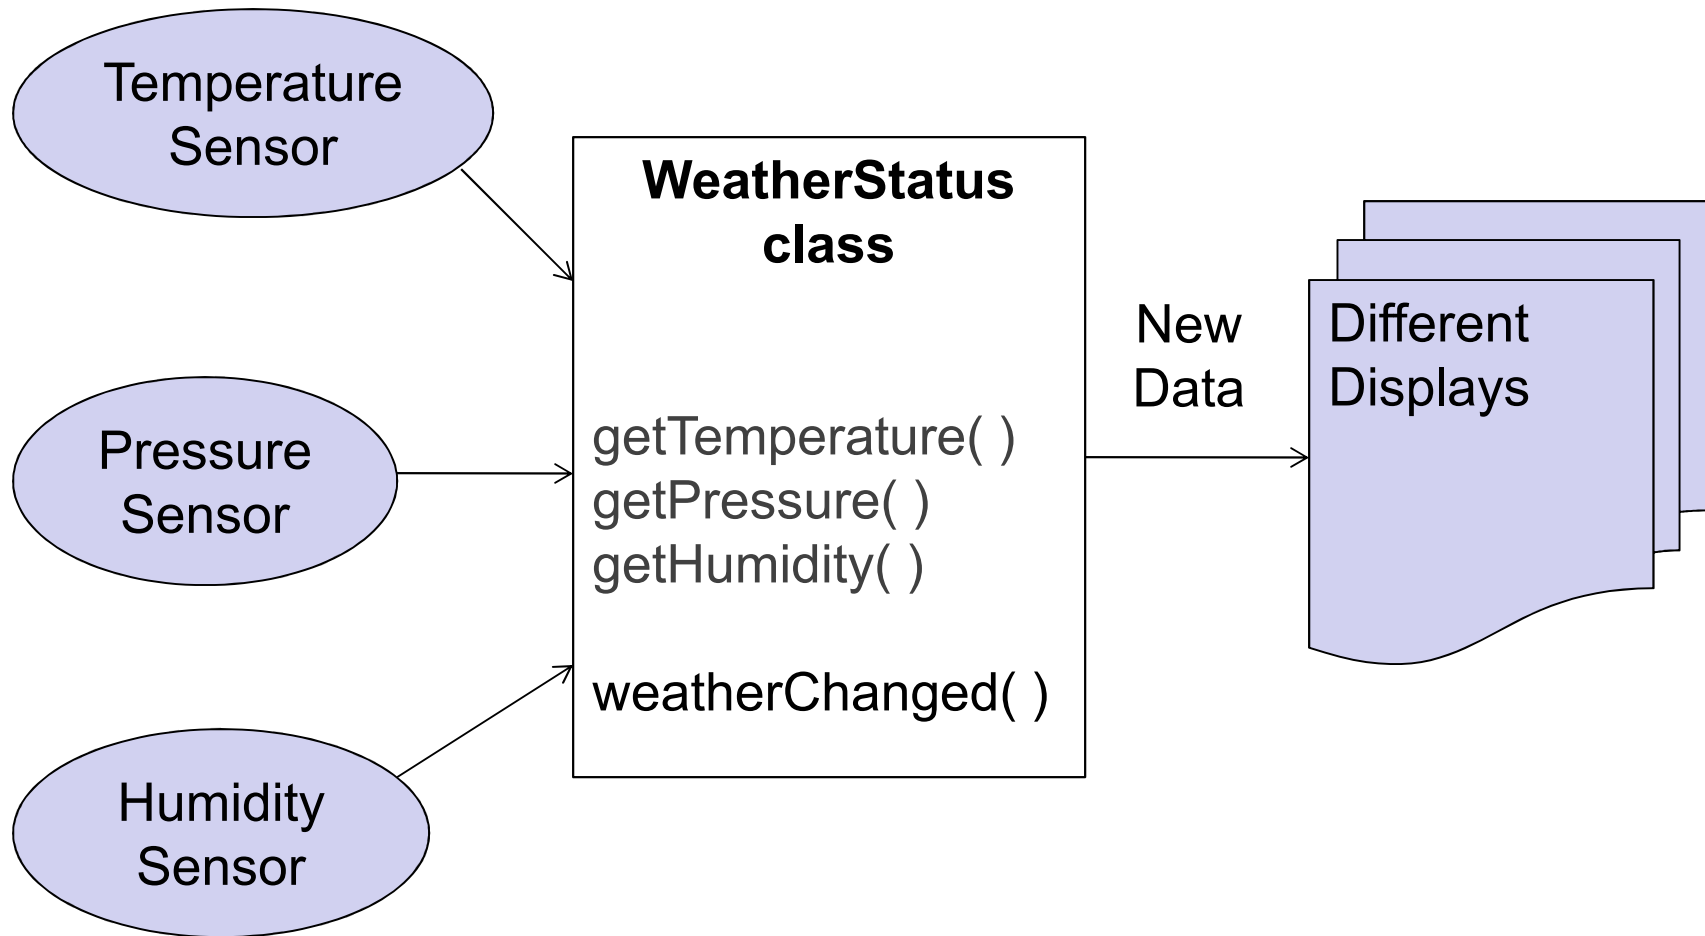 Temperature
Sensor
WeatherStatus
class
New
Data
Different
Displays
Pressure
Sensor
getTemperature( )
getPressure( )
getHumidity( )
weatherChanged( )
Humidity
Sensor